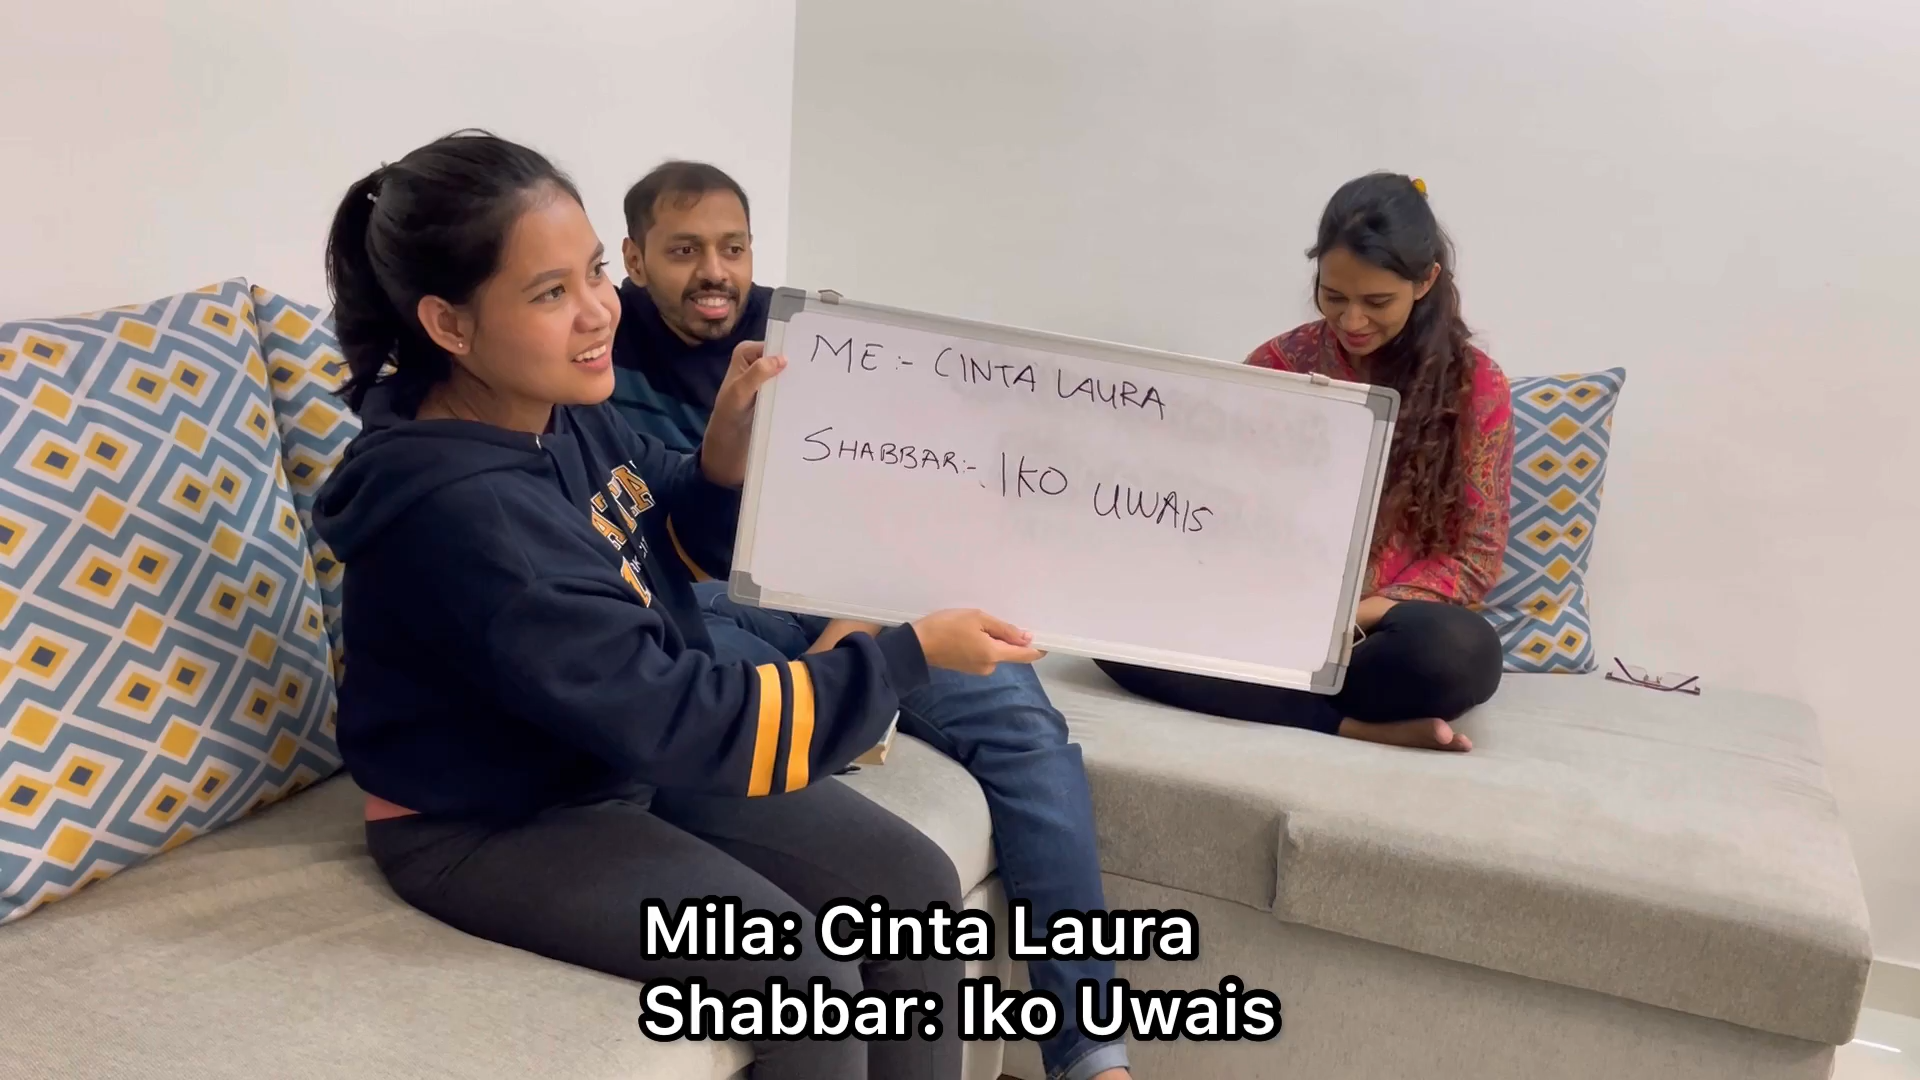 ME:- CINTA LAURA
SHABBAR:- IKO UWAIS
Mila: Cinta Laura
Shabbar: Iko Uwais